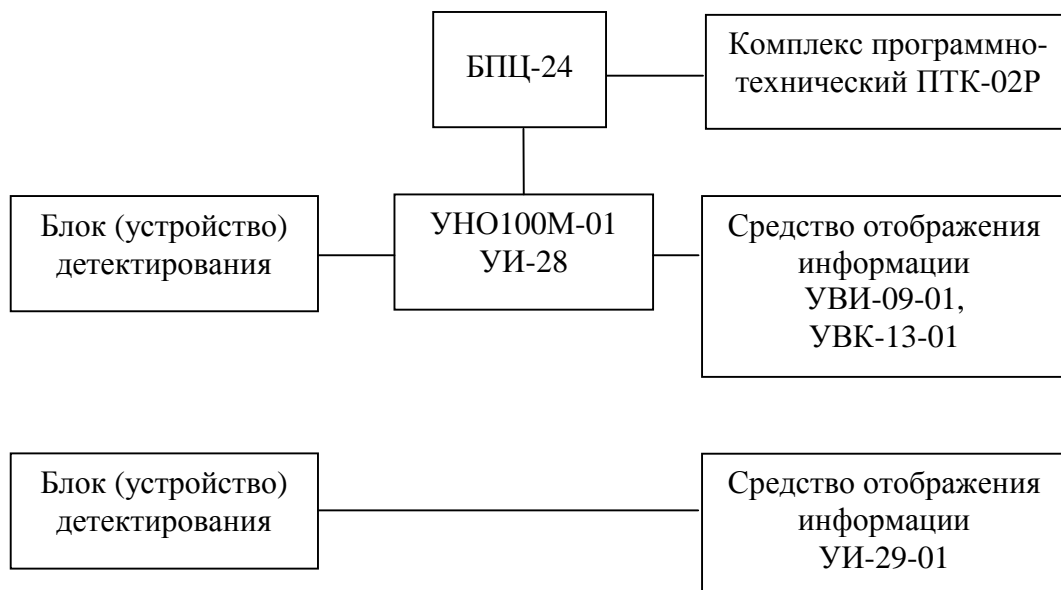 БПЦ-24
Комплекс программно-
технический ПТК-02Р
Блок (устройство)
детектирования
УНО100М-01
УИ-28
Средство отображения
информации
УВИ-09-01,
УВК-13-01
Блок (устройство)
детектирования
Средство отображения
информации
УИ-29-01